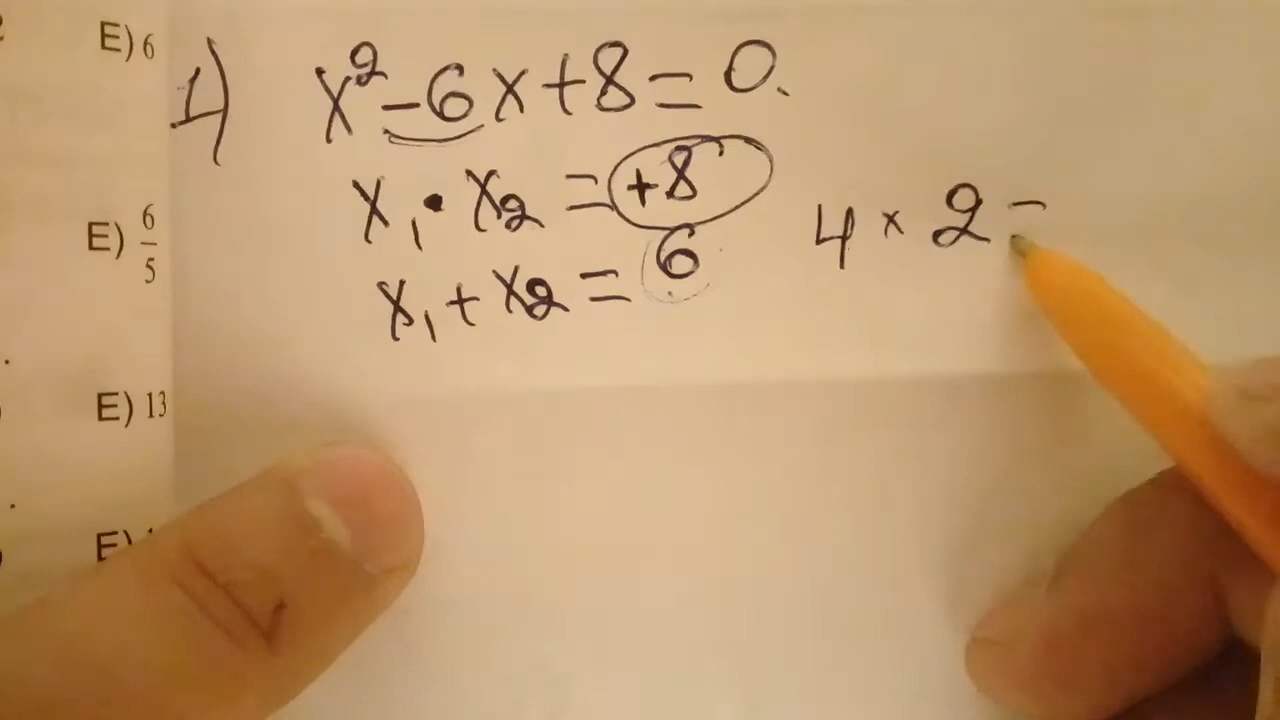 E) 6
1) x² - 6x + 8 = 0.
x₁ · x₂ = +8
4 × 2 =
E) 6/5
x₁ + x₂ = 6
E) 13
E)